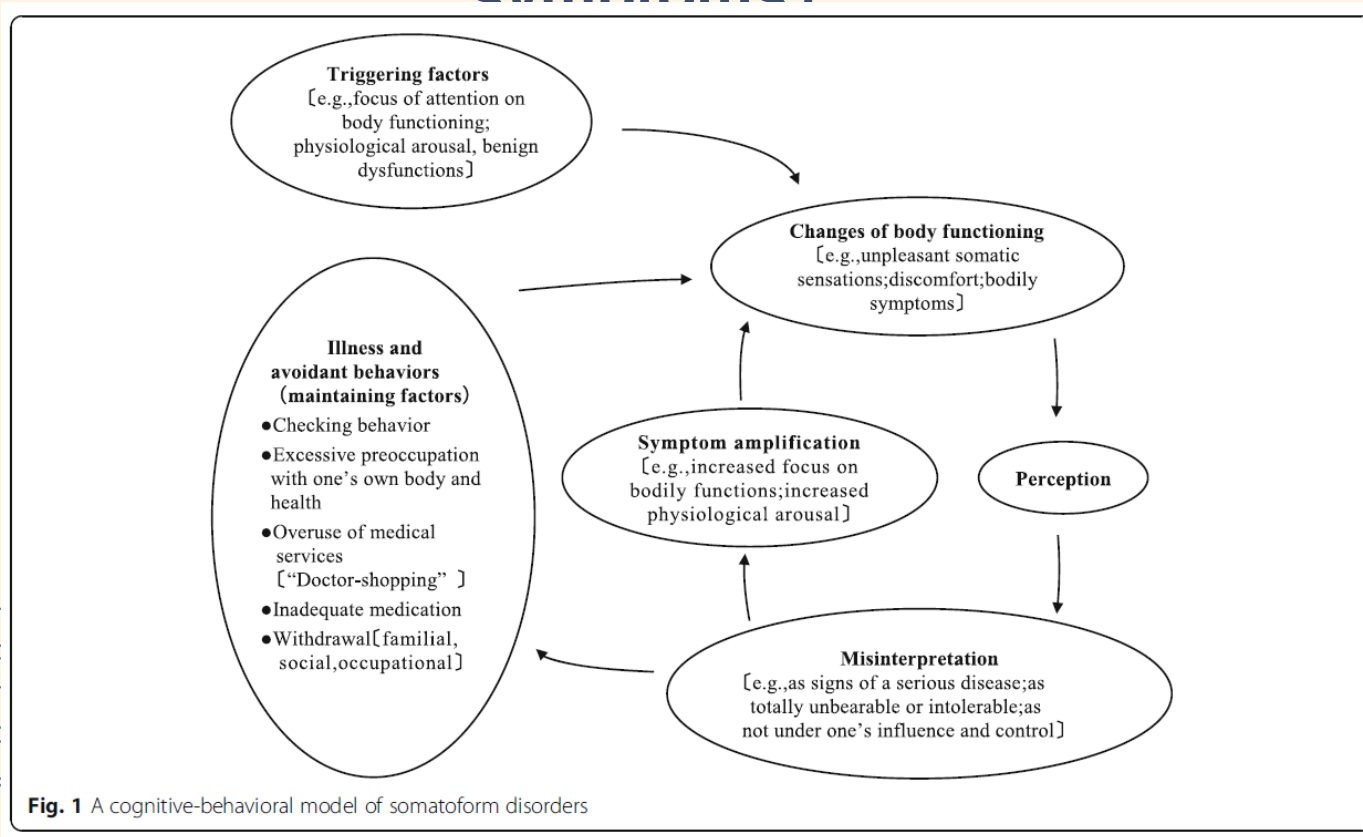 Triggering factors
〔e.g.,focus of attention on
body functioning;
physiological arousal, benign
dysfunctions〕
Changes of body functioning
〔e.g.,unpleasant somatic
sensations;discomfort;bodily
symptoms〕
Illness and
avoidant behaviors
（maintaining factors）
●Checking behavior
●Excessive preoccupation
with one's own body and
health
●Overuse of medical
services
〔“Doctor-shopping” 〕
●Inadequate medication
●Withdrawal〔familial,
social,occupational〕
Symptom amplification
〔e.g.,increased focus on
bodily functions;increased
physiological arousal〕
Perception
Misinterpretation
〔e.g.,as signs of a serious disease;as
totally unbearable or intolerable;as
not under one's influence and control〕
Fig. 1 A cognitive-behavioral model of somatoform disorders